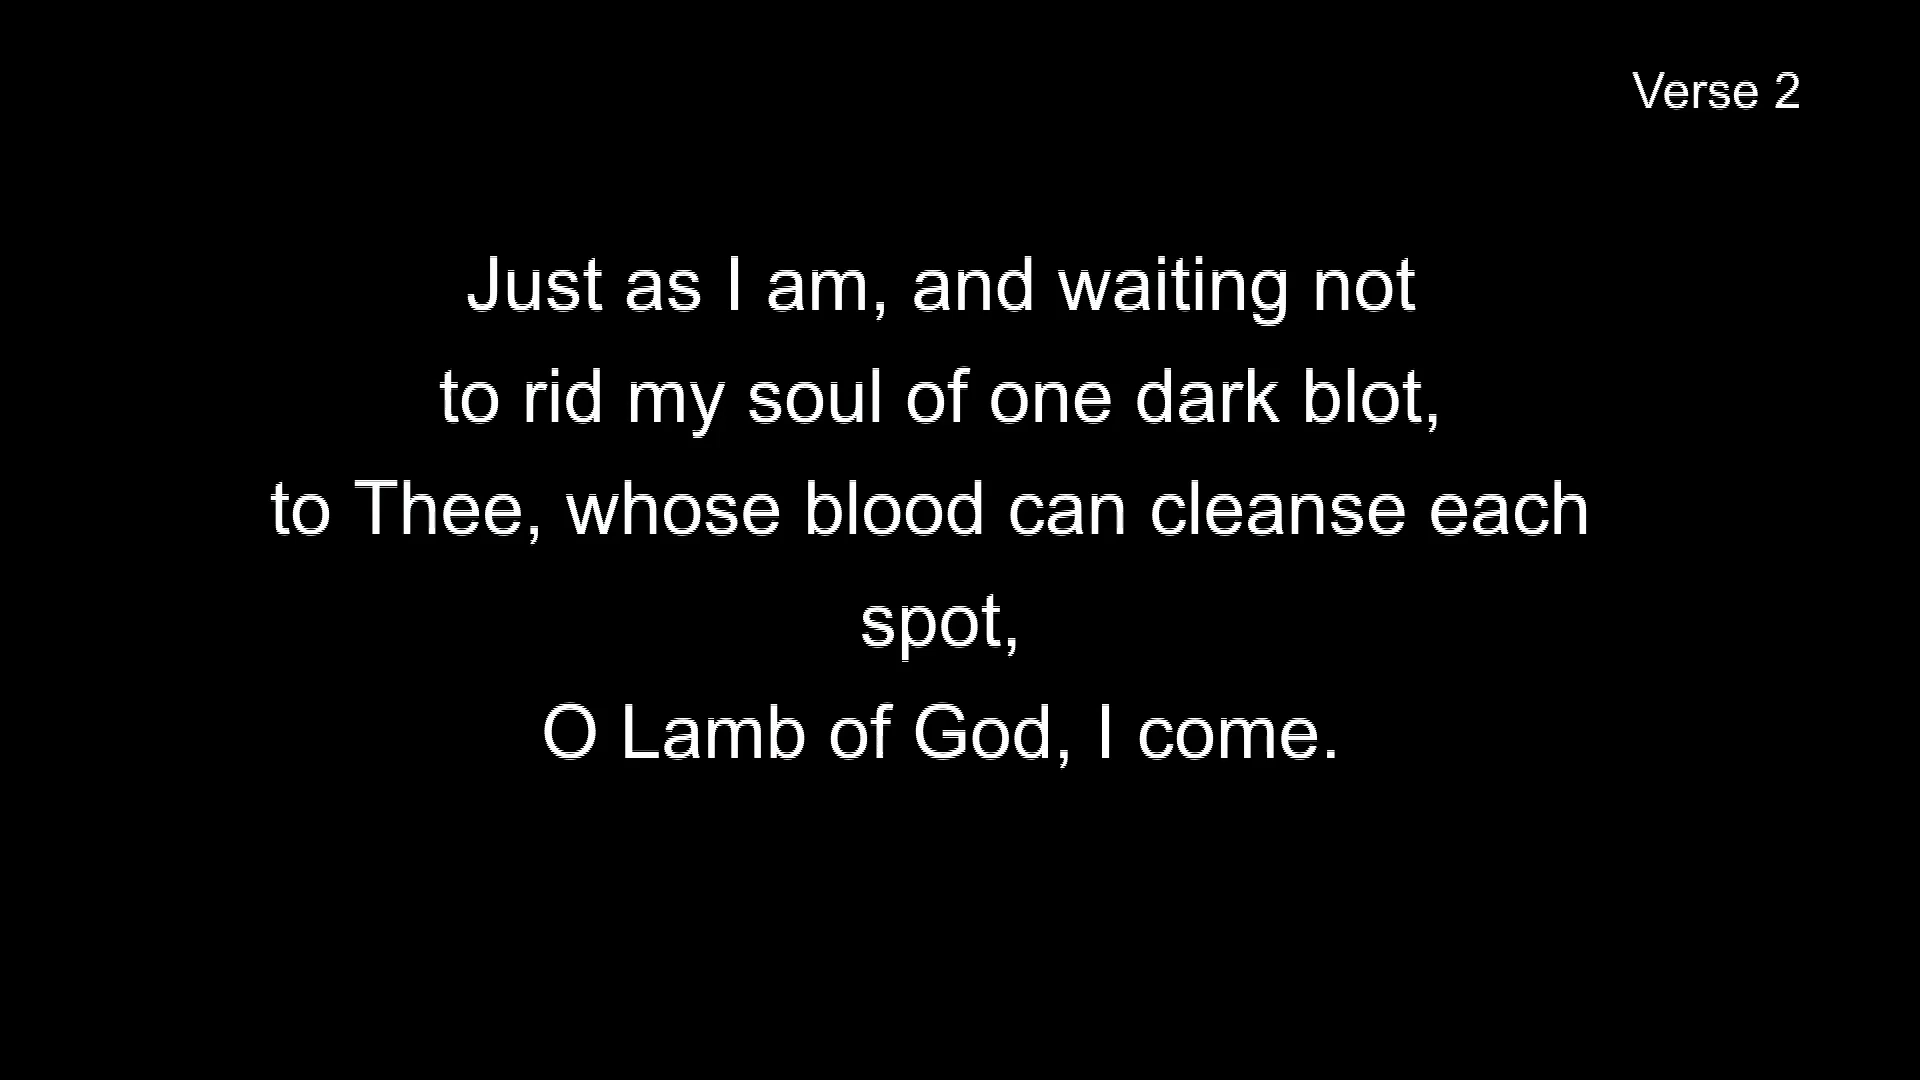 Verse 2
Just as I am, and waiting not
to rid my soul of one dark blot,
to Thee, whose blood can cleanse each
spot,
O Lamb of God, I come.